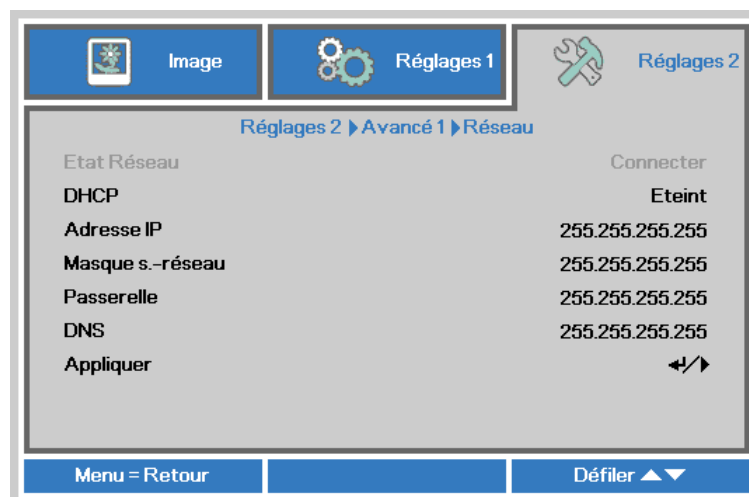 Image
Réglages 1
Réglages 2
Réglages 2 ▶ Avancé 1 ▶ Réseau
Etat Réseau Connecter
DHCP Eteint
Adresse IP 255.255.255.255
Masque s.-réseau 255.255.255.255
Passerelle 255.255.255.255
DNS 255.255.255.255
Appliquer ↵/▶
Menu = Retour
Défiler ▲▼